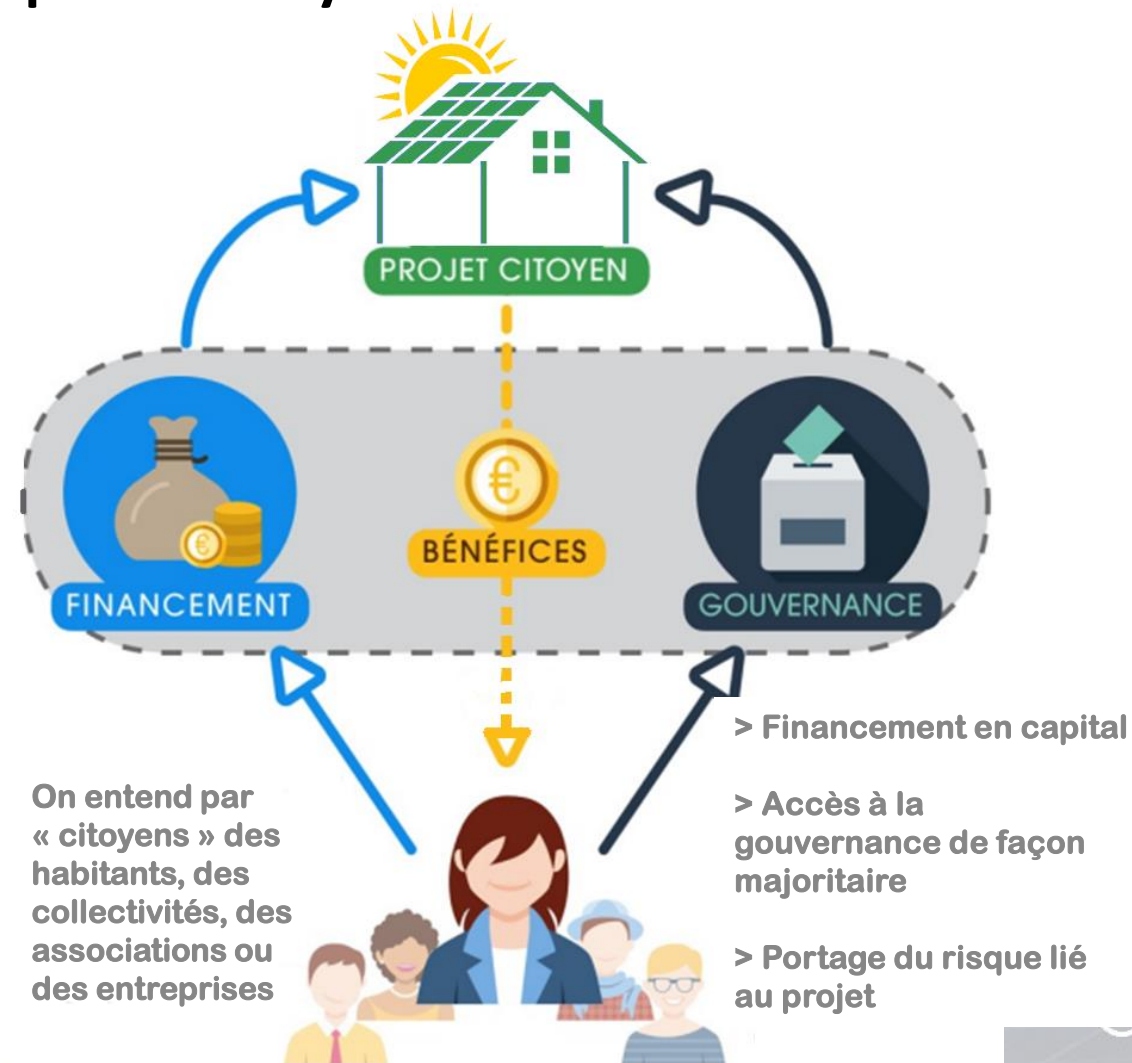 PROJET CITOYEN
BÉNÉFICES
FINANCEMENT
GOUVERNANCE
> Financement en capital
On entend par
« citoyens » des
habitants, des
collectivités, des
associations ou
des entreprises
> Accès à la
gouvernance de façon
majoritaire
> Portage du risque lié
au projet